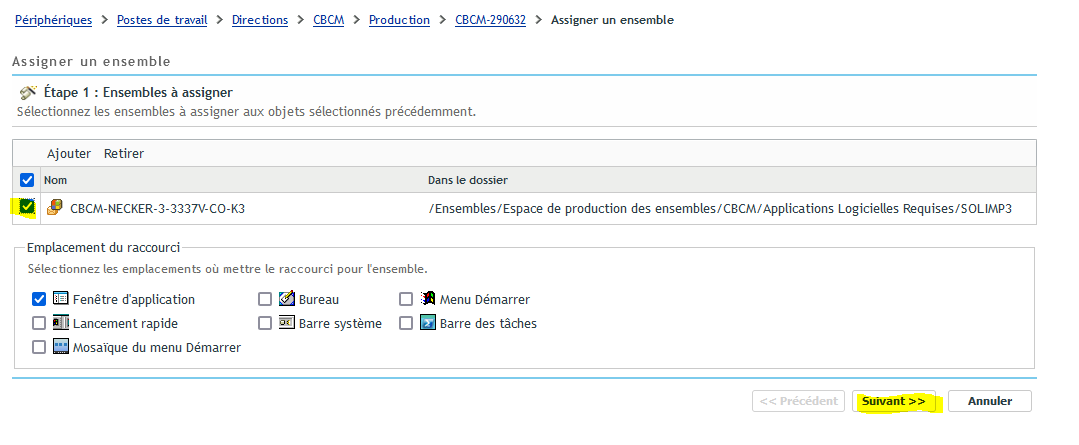 Périphériques > Postes de travail > Directions > CBCM > Production > CBCM-290632 > Assigner un ensemble
Assigner un ensemble
Étape 1 : Ensembles à assigner
Sélectionnez les ensembles à assigner aux objets sélectionnés précédemment.
Ajouter Retirer
Nom Dans le dossier
CBCM-NECKER-3-3337V-CO-K3 /Ensembles/Espace de production des ensembles/CBCM/Applications Logicielles Requises/SOLIMP3
Emplacement du raccourci
Sélectionnez les emplacements où mettre le raccourci pour l'ensemble.
Fenêtre d'application Bureau Menu Démarrer
Lancement rapide Barre système Barre des tâches
Mosaïque du menu Démarrer
<< Précédent Suivant >> Annuler